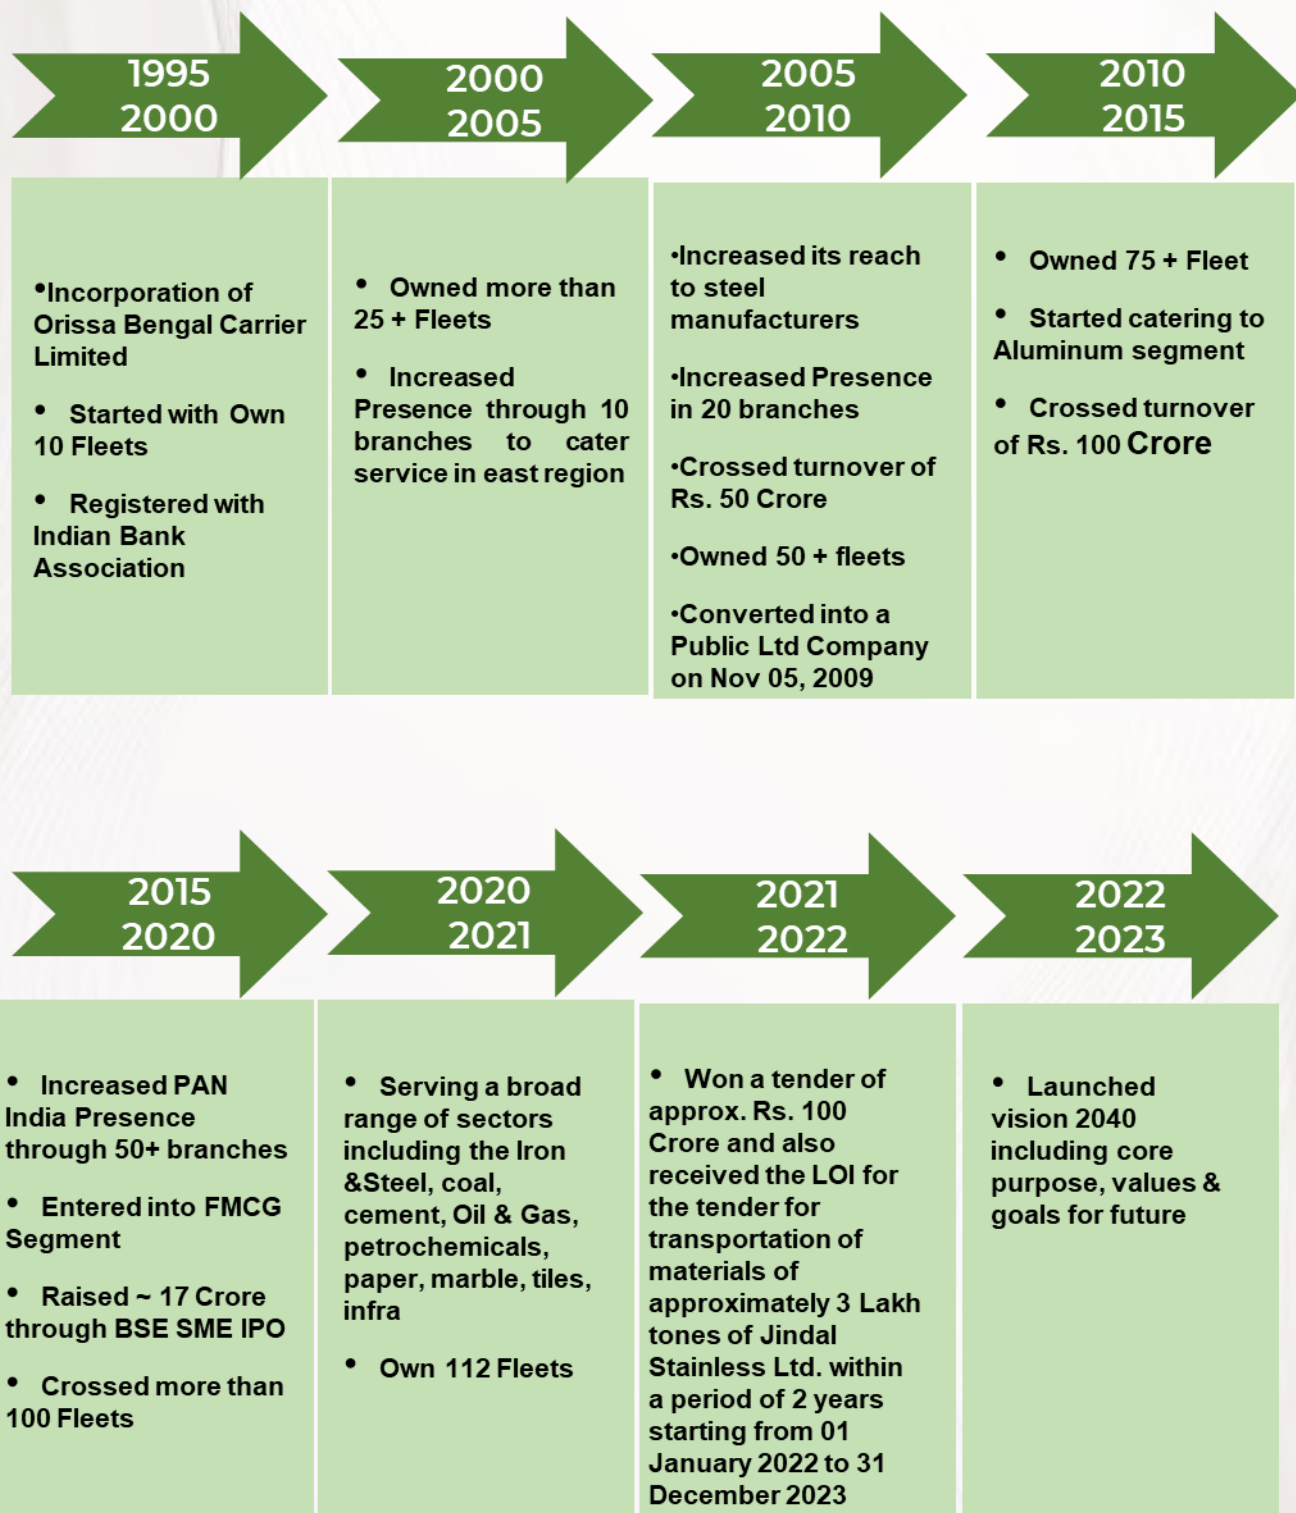 1995
2000
•Incorporation of
Orissa Bengal Carrier
Limited
• Started with Own
10 Fleets
• Registered with
Indian Bank
Association
2000
2005
• Owned more than
25 + Fleets
• Increased
Presence through 10
branches to cater
service in east region
2005
2010
•Increased its reach
to steel
manufacturers
•Increased Presence
in 20 branches
•Crossed turnover of
Rs. 50 Crore
•Owned 50 + fleets
•Converted into a
Public Ltd Company
on Nov 05, 2009
2010
2015
• Owned 75 + Fleet
• Started catering to
Aluminum segment
• Crossed turnover
of Rs. 100 Crore
2015
2020
• Increased PAN
India Presence
through 50+ branches
• Entered into FMCG
Segment
• Raised ~ 17 Crore
through BSE SME IPO
• Crossed more than
100 Fleets
2020
2021
• Serving a broad
range of sectors
including the Iron
&Steel, coal,
cement, Oil & Gas,
petrochemicals,
paper, marble, tiles,
infra
• Own 112 Fleets
2021
2022
• Won a tender of
approx. Rs. 100
Crore and also
received the LOI for
the tender for
transportation of
materials of
approximately 3 Lakh
tones of Jindal
Stainless Ltd. within
a period of 2 years
starting from 01
January 2022 to 31
December 2023
2022
2023
• Launched
vision 2040
including core
purpose, values &
goals for future